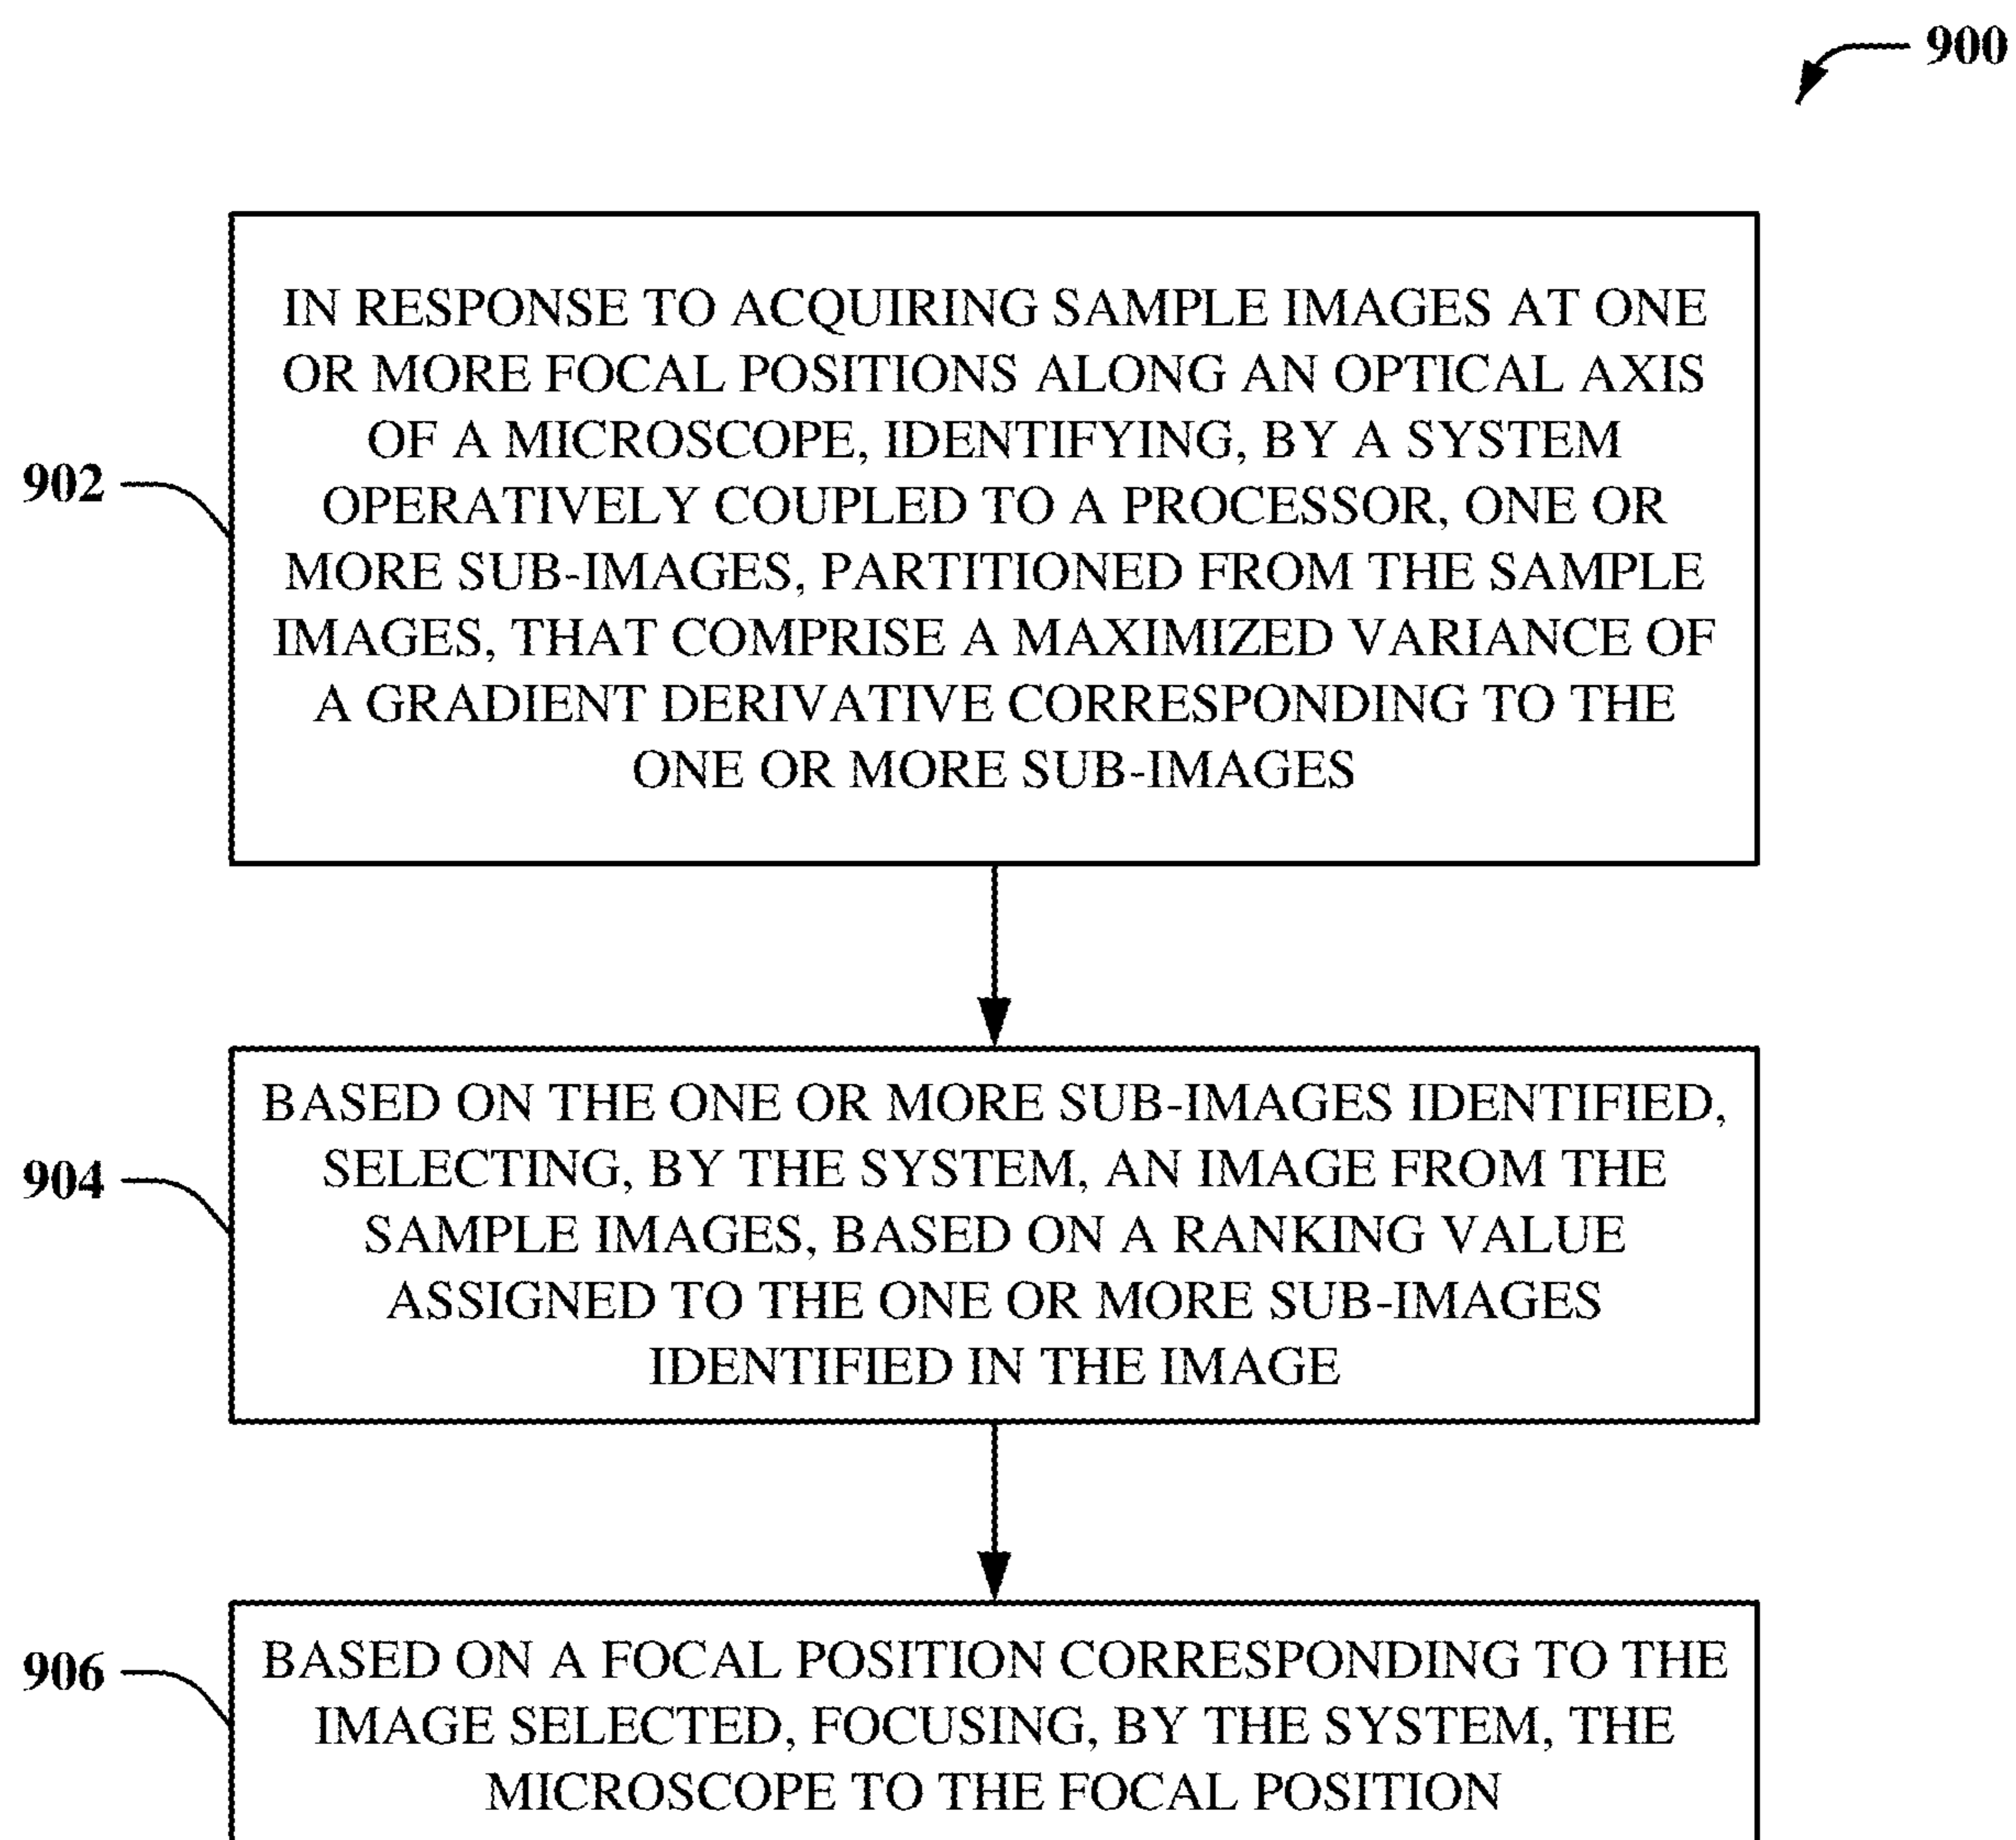 900
902
IN RESPONSE TO ACQUIRING SAMPLE IMAGES AT ONE
OR MORE FOCAL POSITIONS ALONG AN OPTICAL AXIS
OF A MICROSCOPE, IDENTIFYING, BY A SYSTEM
OPERATIVELY COUPLED TO A PROCESSOR, ONE OR
MORE SUB-IMAGES, PARTITIONED FROM THE SAMPLE
IMAGES, THAT COMPRISE A MAXIMIZED VARIANCE OF
A GRADIENT DERIVATIVE CORRESPONDING TO THE
ONE OR MORE SUB-IMAGES
904
BASED ON THE ONE OR MORE SUB-IMAGES IDENTIFIED,
SELECTING, BY THE SYSTEM, AN IMAGE FROM THE
SAMPLE IMAGES, BASED ON A RANKING VALUE
ASSIGNED TO THE ONE OR MORE SUB-IMAGES
IDENTIFIED IN THE IMAGE
906
BASED ON A FOCAL POSITION CORRESPONDING TO THE
IMAGE SELECTED, FOCUSING, BY THE SYSTEM, THE
MICROSCOPE TO THE FOCAL POSITION